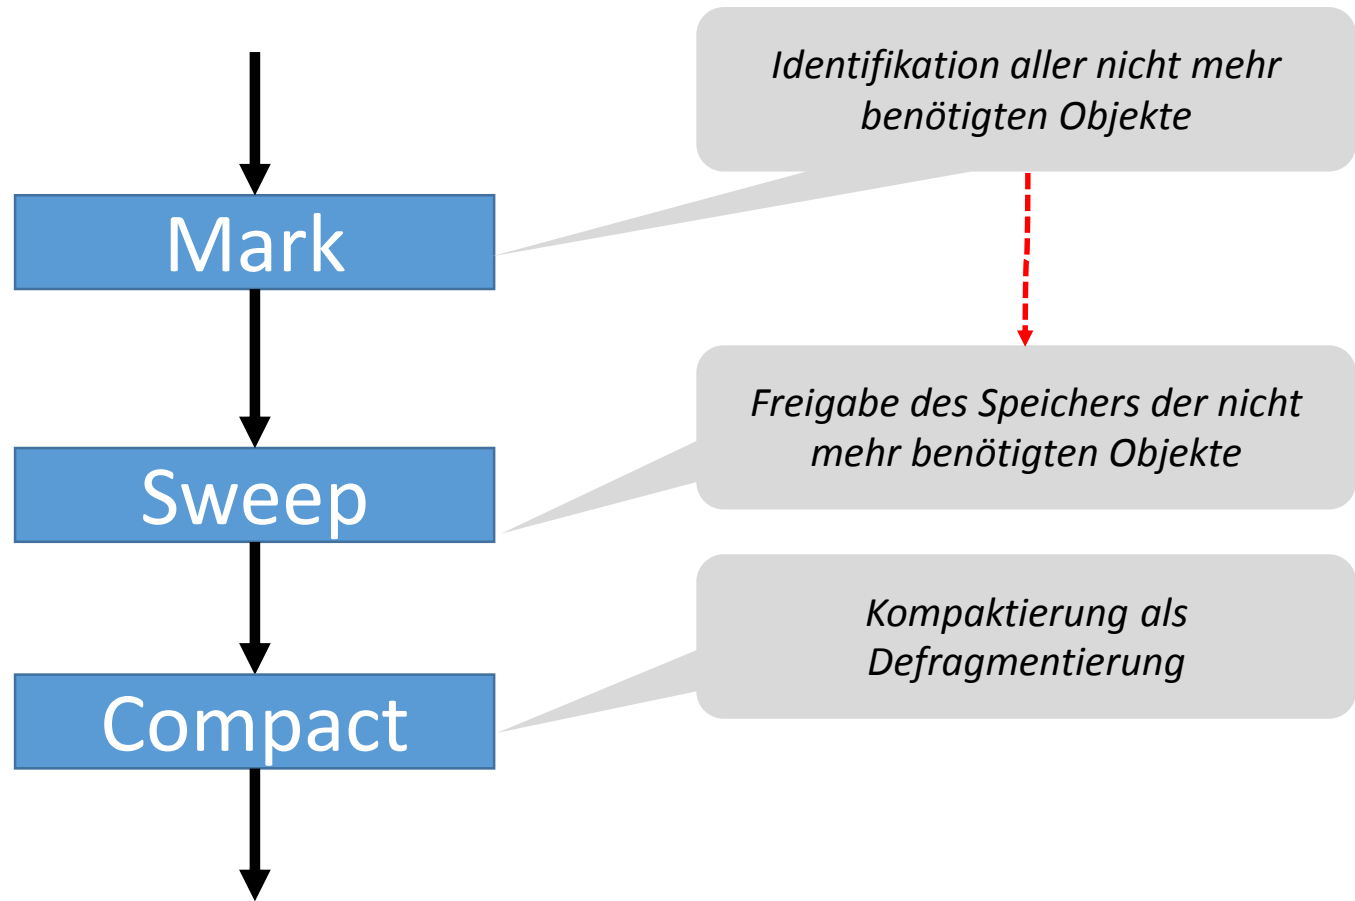 Identifikation aller nicht mehr
benötigten Objekte
Mark
Freigabe des Speichers der nicht
mehr benötigten Objekte
Sweep
Kompaktierung als
Defragmentierung
Compact